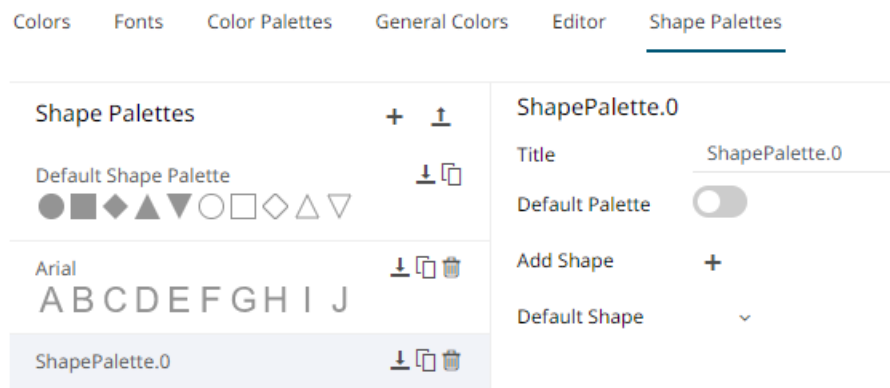 Colors Fonts Color Palettes General Colors Editor Shape Palettes
Shape Palettes
Default Shape Palette
Arial
A B C D E F G H I J
ShapePalette.0
ShapePalette.0
Title ShapePalette.0
Default Palette
Add Shape
Default Shape